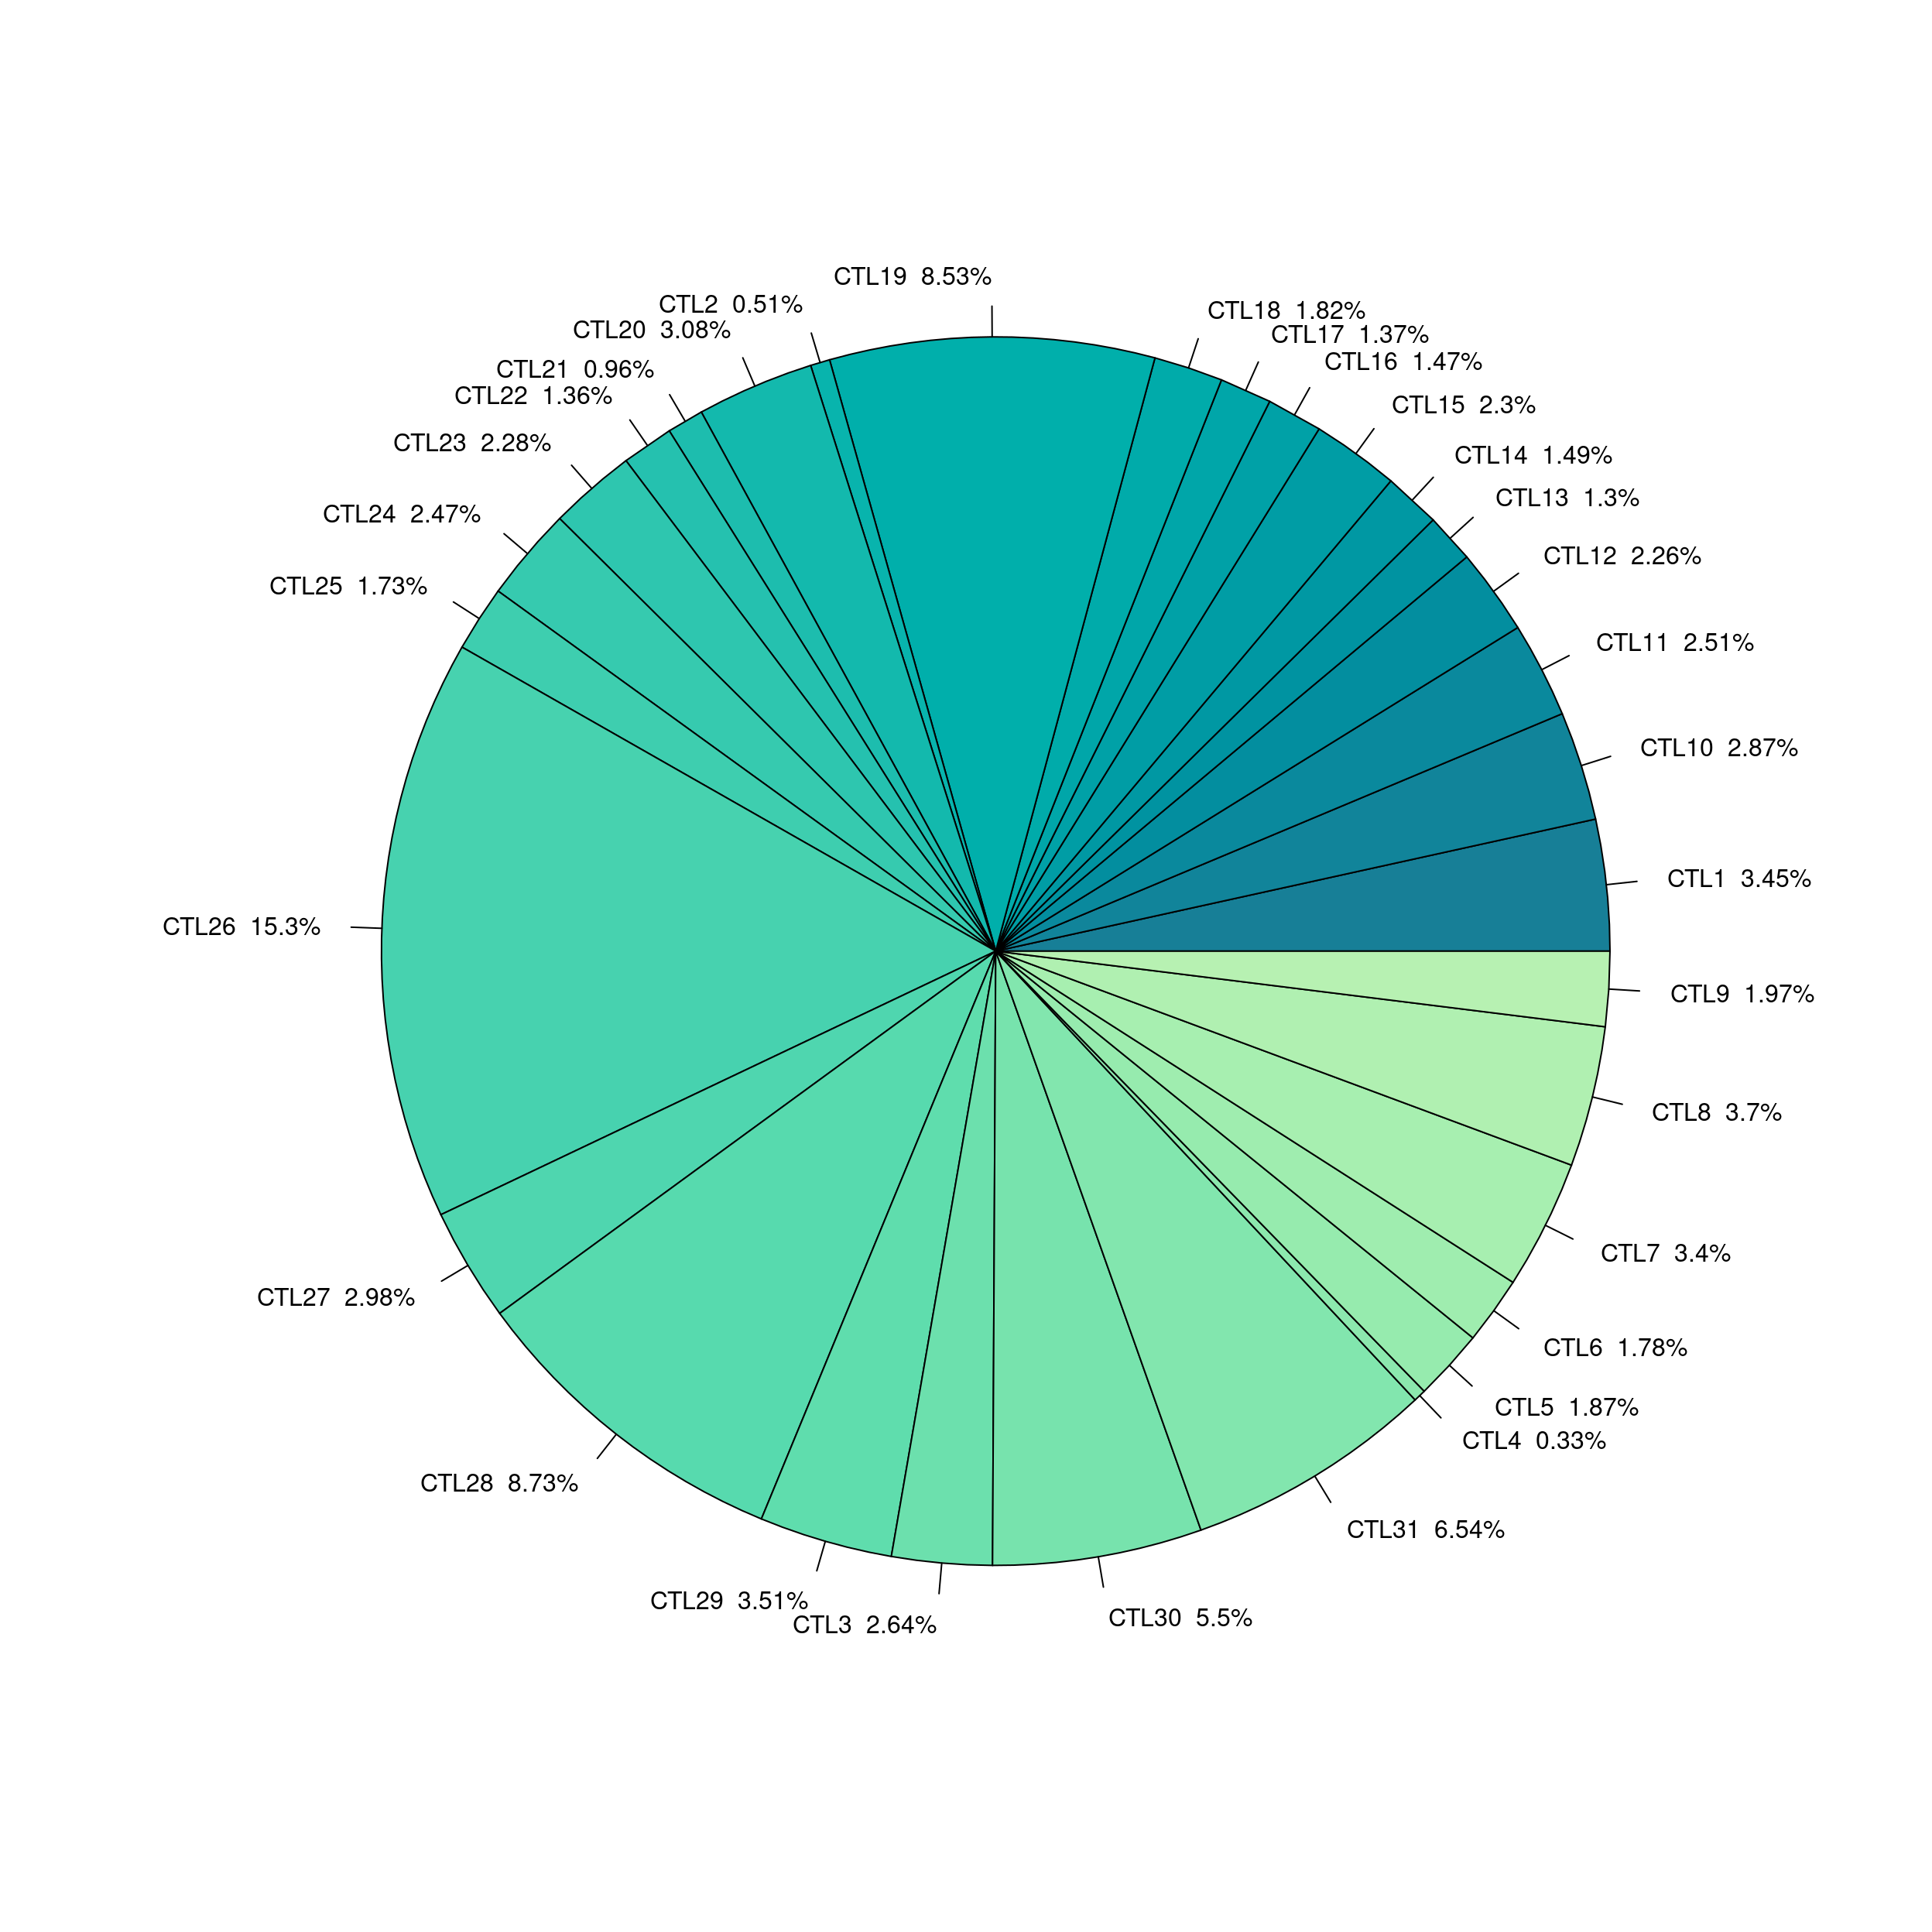 CTL19  8.53%
CTL2  0.51%
CTL18  1.82%
CTL20  3.08%
CTL17  1.37%
CTL16  1.47%
CTL21  0.96%
CTL22  1.36%
CTL15  2.3%
CTL23  2.28%
CTL14  1.49%
CTL13  1.3%
CTL24  2.47%
CTL12  2.26%
CTL25  1.73%
CTL11  2.51%
CTL10  2.87%
CTL1  3.45%
CTL26  15.3%
CTL9  1.97%
CTL8  3.7%
CTL7  3.4%
CTL27  2.98%
CTL6  1.78%
CTL5  1.87%
CTL4  0.33%
CTL28  8.73%
CTL31  6.54%
CTL29  3.51%
CTL30  5.5%
CTL3  2.64%